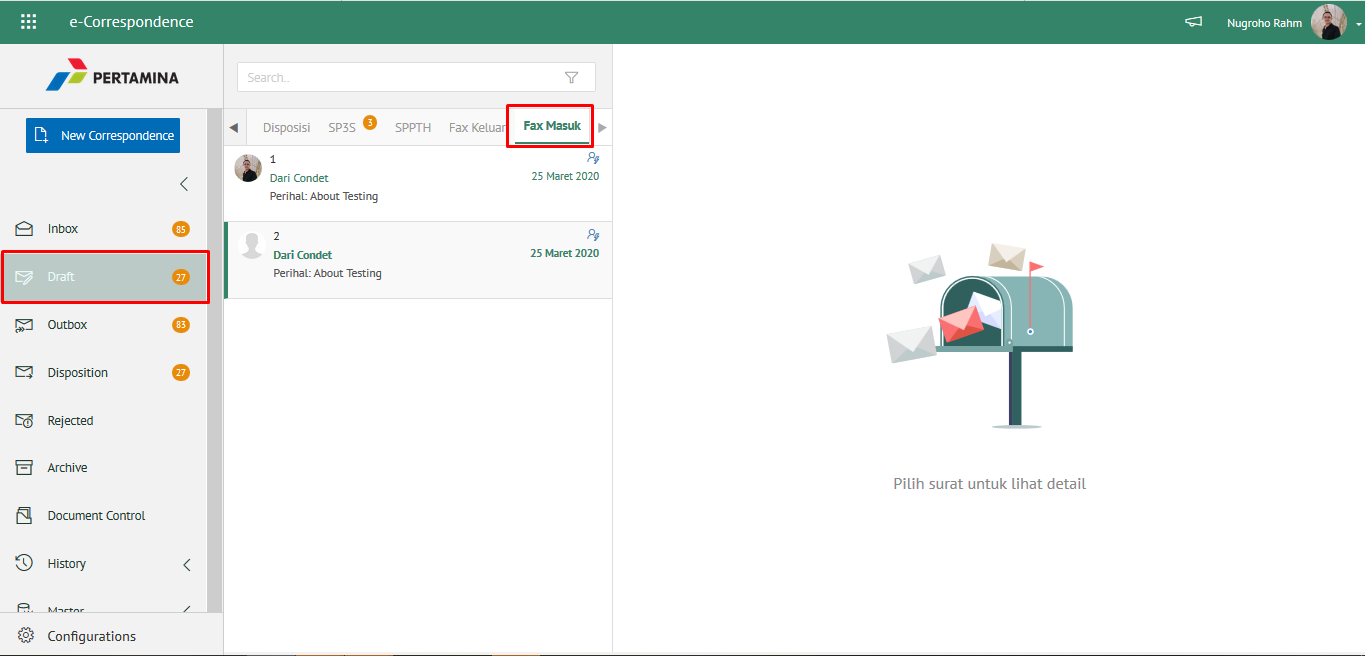 e-Correspondence
Nugroho Rahm
PERTAMINA
New Correspondence
Inbox 85
Draft 27
Outbox 83
Disposition 27
Rejected
Archive
Document Control
History
Master
Configurations
Search..
Disposisi SP3S 3 SPPTH Fax Keluar Fax Masuk
1
Dari Condet 25 Maret 2020
Perihal: About Testing
2
Dari Condet 25 Maret 2020
Perihal: About Testing
Pilih surat untuk lihat detail